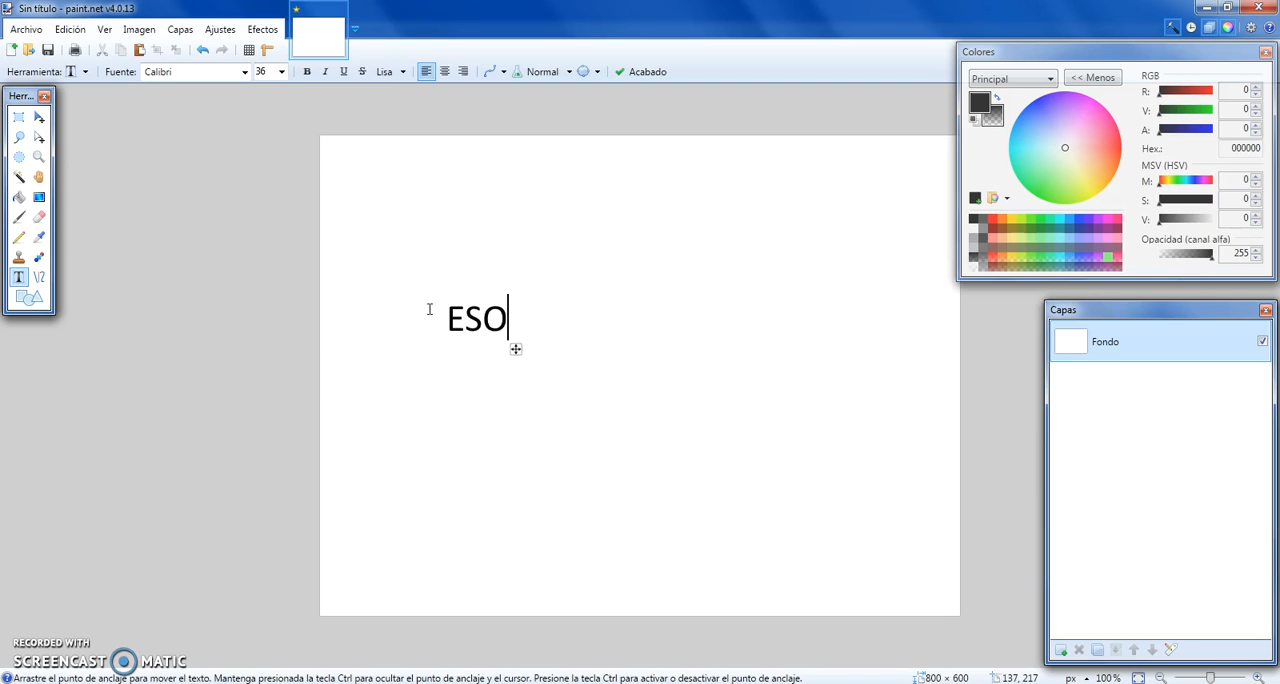 Sin título - paint.net v4.0.13
Archivo Edición Ver Imagen Capas Ajustes Efectos
Herramienta: T Fuente: Calibri 36 B I U S Lisa Normal Acabado
Herr...
Colores
Principal
<< Menos
RGB
R: 0
V: 0
A: 0
Hex.: 000000
MSV (HSV)
M: 0
S: 0
V: 0
Opacidad (canal alfa)
255
ESO
Capas
Fondo
RECORDED WITH
SCREENCAST MATIC
Arrastre el punto de anclaje para mover el texto. Mantenga presionada la tecla Ctrl para ocultar el punto de anclaje y el cursor. Presione la tecla Ctrl para activar o desactivar el punto de anclaje.
800 × 600 137, 217 px 100%